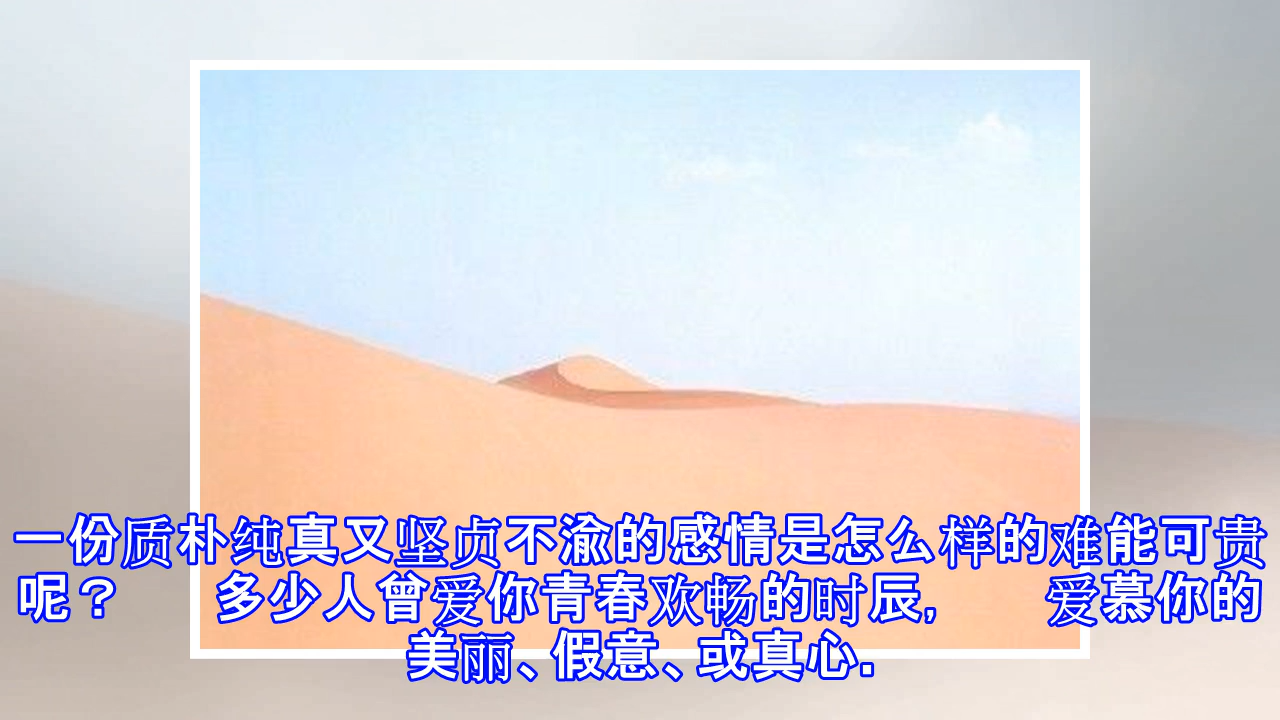 一份质朴纯真又坚贞不渝的感情是怎么样的难能可贵
呢？　　多少人曾爱你青春欢畅的时辰,　　爱慕你的
美丽、假意、或真心.